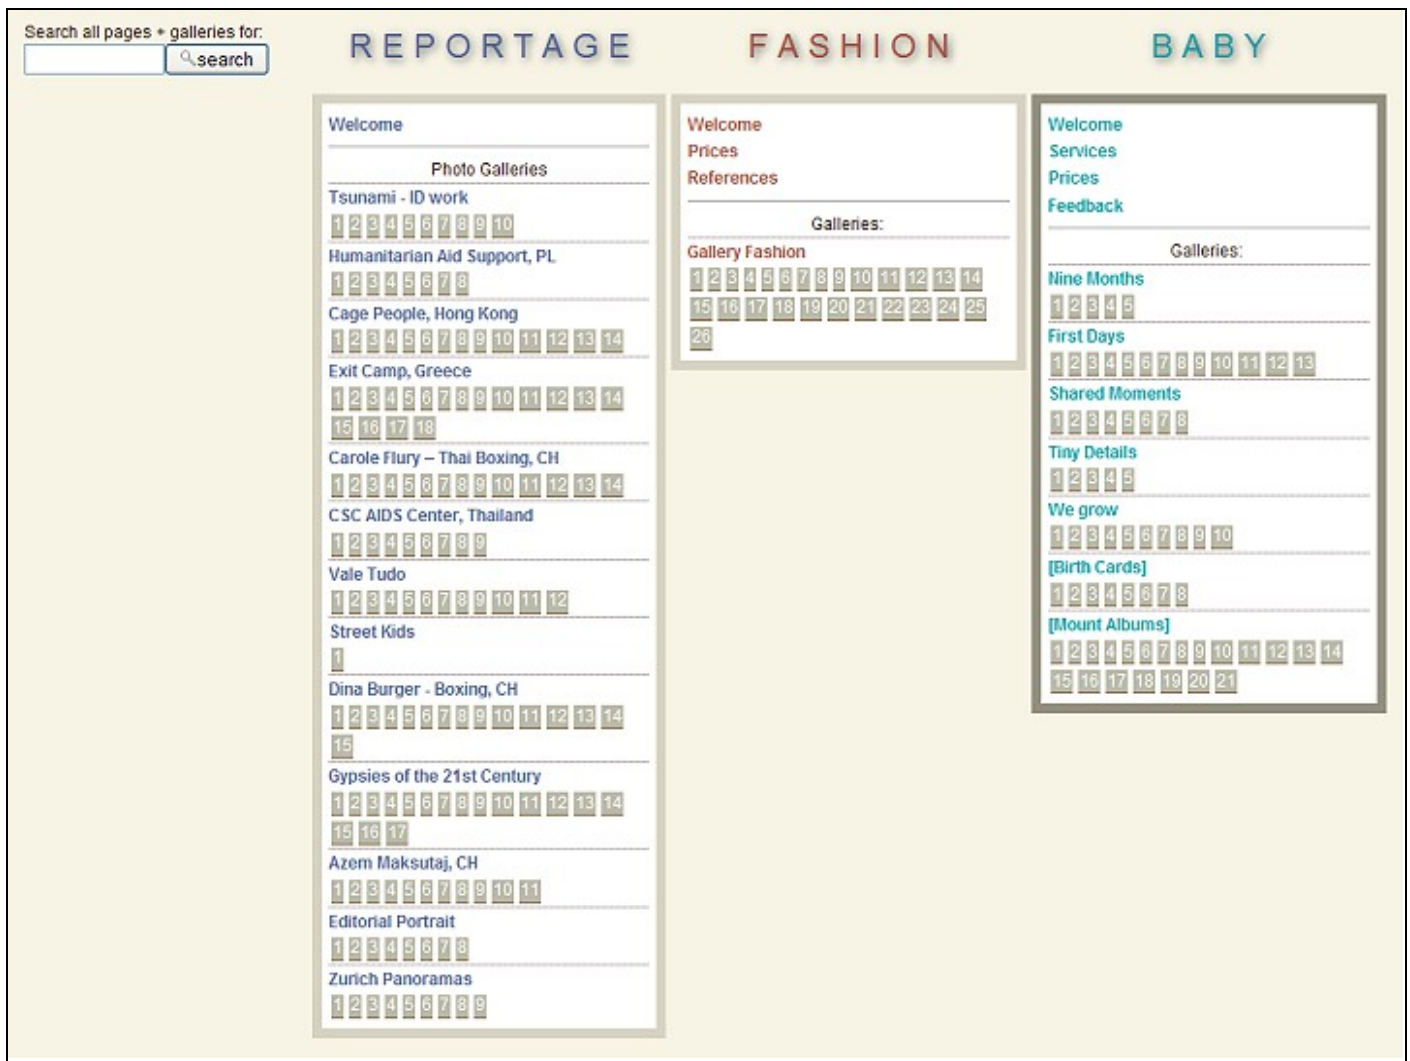 Search all pages + galleries for:
search
REPORTAGE
Welcome
Photo Galleries
Tsunami - ID work
1 2 3 4 5 6 7 8 9 10
Humanitarian Aid Support, PL
1 2 3 4 5 6 7 8
Cage People, Hong Kong
1 2 3 4 5 6 7 8 9 10 11 12 13 14
Exit Camp, Greece
1 2 3 4 5 6 7 8 9 10 11 12 13 14
15 16 17 18
Carole Flury – Thai Boxing, CH
1 2 3 4 5 6 7 8 9 10 11 12 13 14
CSC AIDS Center, Thailand
1 2 3 4 5 6 7 8 9
Vale Tudo
1 2 3 4 5 6 7 8 9 10 11 12
Street Kids
1
Dina Burger - Boxing, CH
1 2 3 4 5 6 7 8 9 10 11 12 13 14
15
Gypsies of the 21st Century
1 2 3 4 5 6 7 8 9 10 11 12 13 14
15 16 17
Azem Maksutaj, CH
1 2 3 4 5 6 7 8 9 10 11
Editorial Portrait
1 2 3 4 5 6 7 8
Zurich Panoramas
1 2 3 4 5 6 7 8 9
FASHION
Welcome
Prices
References
Galleries:
Gallery Fashion
1 2 3 4 5 6 7 8 9 10 11 12 13 14
15 16 17 18 19 20 21 22 23 24 25
26
BABY
Welcome
Services
Prices
Feedback
Galleries:
Nine Months
1 2 3 4 5
First Days
1 2 3 4 5 6 7 8 9 10 11 12 13
Shared Moments
1 2 3 4 5 6 7 8
Tiny Details
1 2 3 4 5
We grow
1 2 3 4 5 6 7 8 9 10
[Birth Cards]
1 2 3 4 5 6 7 8
[Mount Albums]
1 2 3 4 5 6 7 8 9 10 11 12 13 14
15 16 17 18 19 20 21